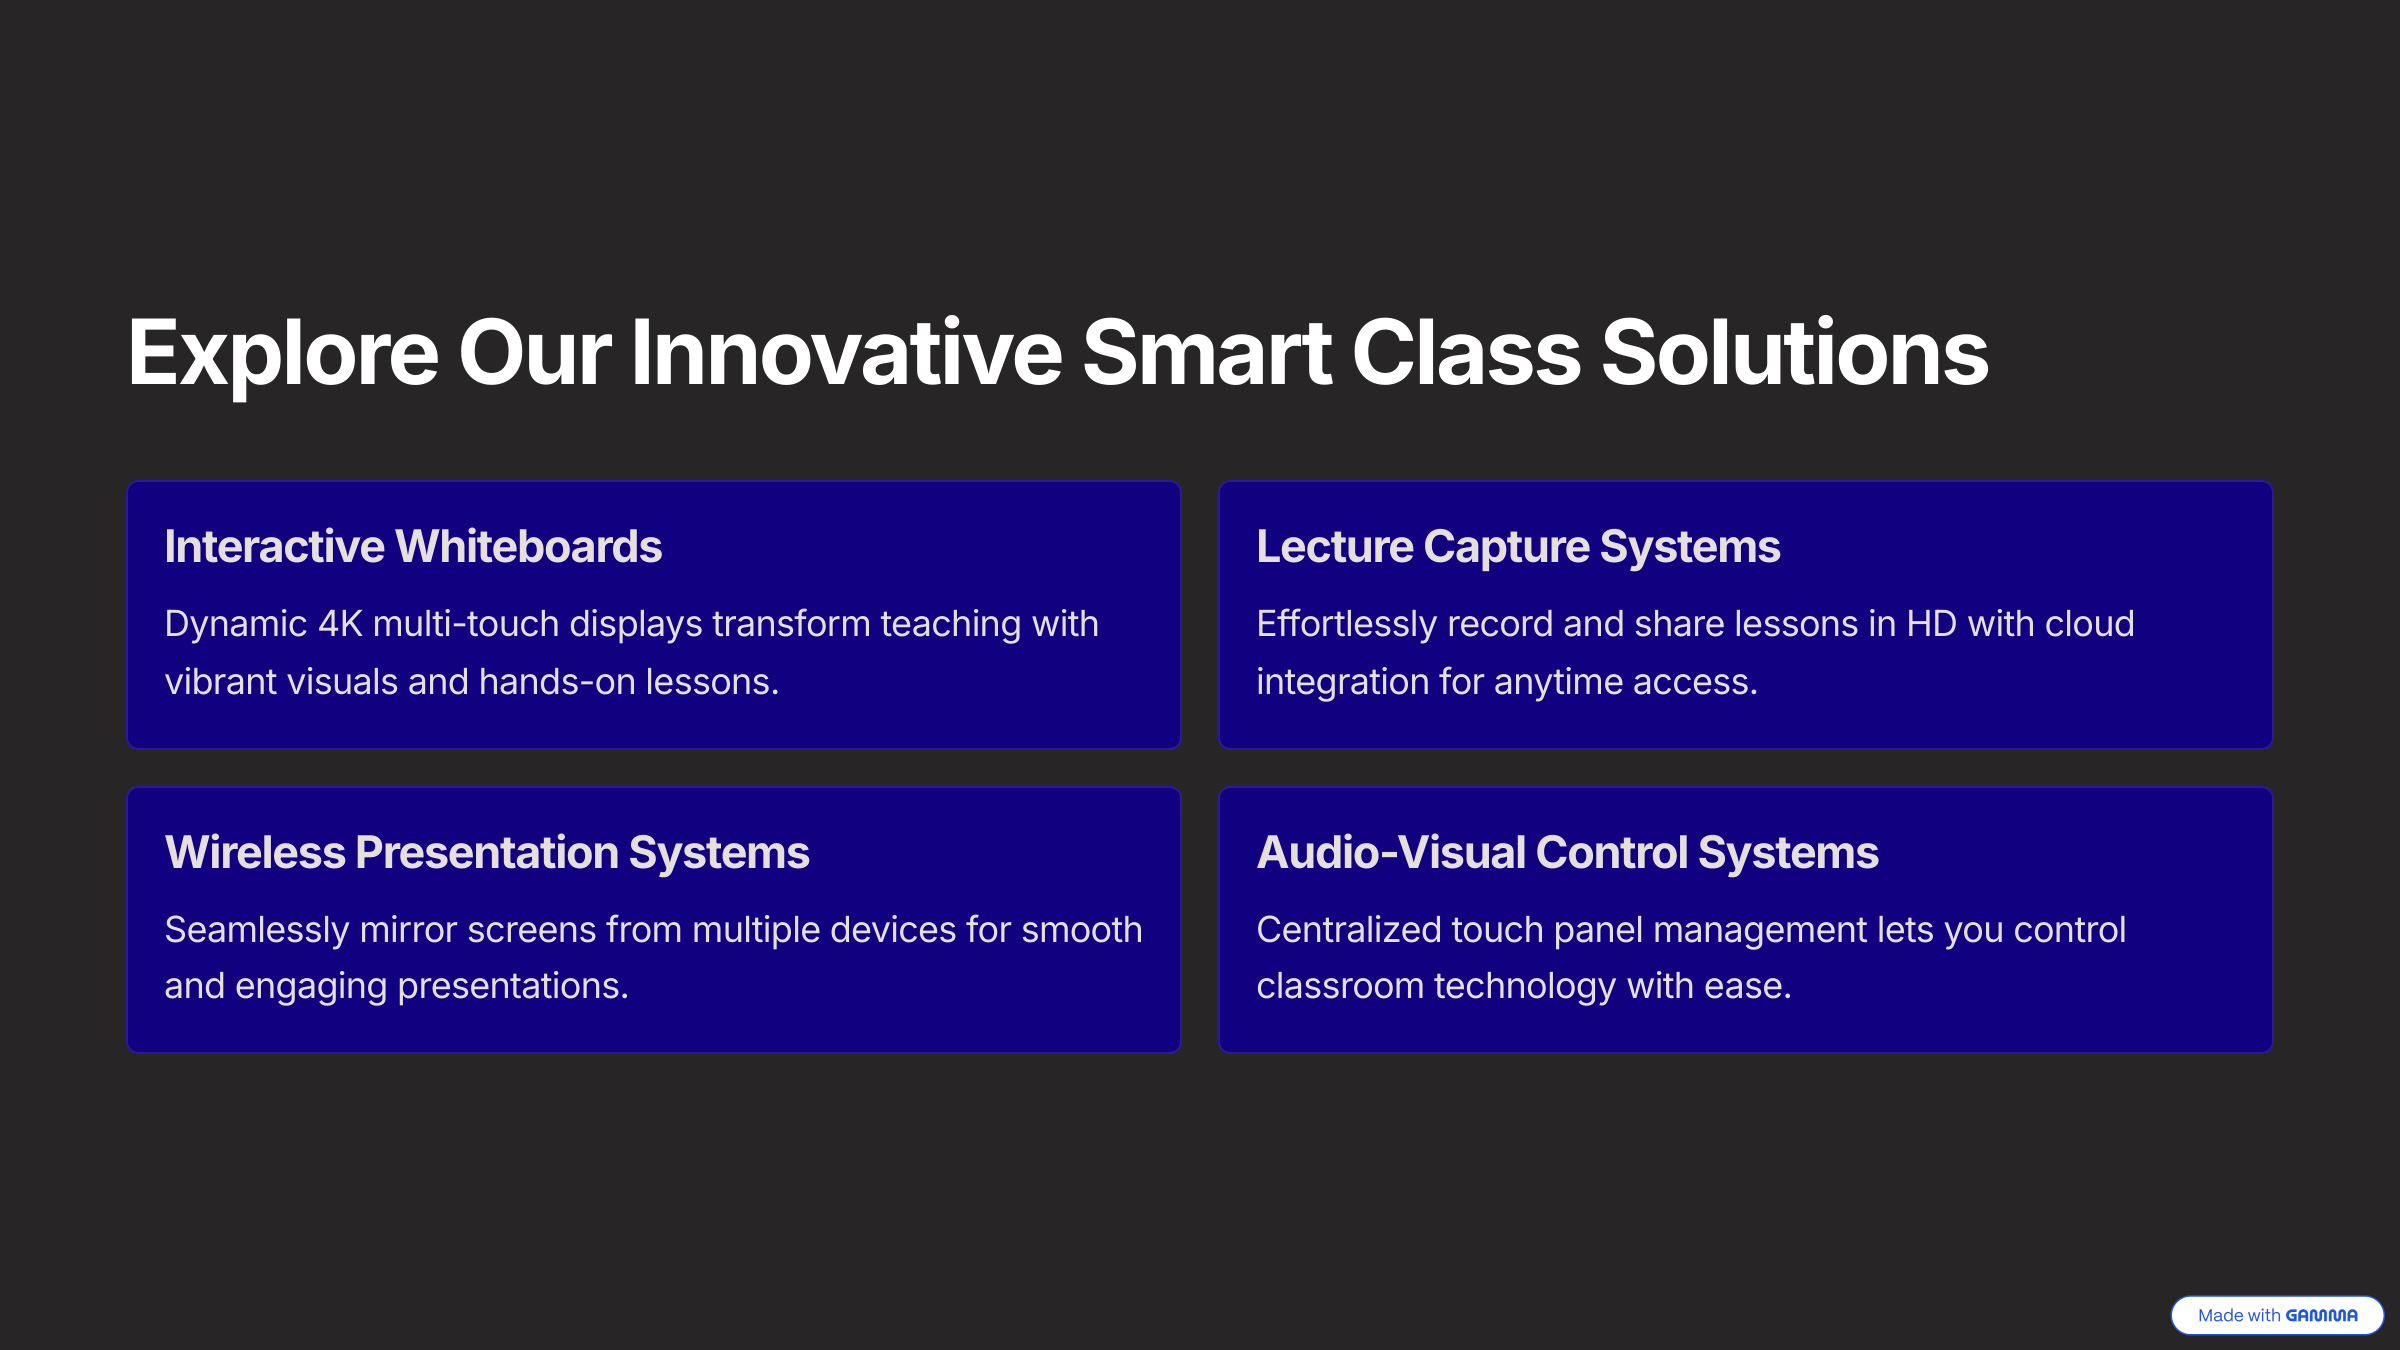 Explore Our Innovative Smart Class Solutions
Interactive Whiteboards
Dynamic 4K multi-touch displays transform teaching with
vibrant visuals and hands-on lessons.
Lecture Capture Systems
Effortlessly record and share lessons in HD with cloud
integration for anytime access.
Wireless Presentation Systems
Seamlessly mirror screens from multiple devices for smooth
and engaging presentations.
Audio-Visual Control Systems
Centralized touch panel management lets you control
classroom technology with ease.
Made with GAMMA